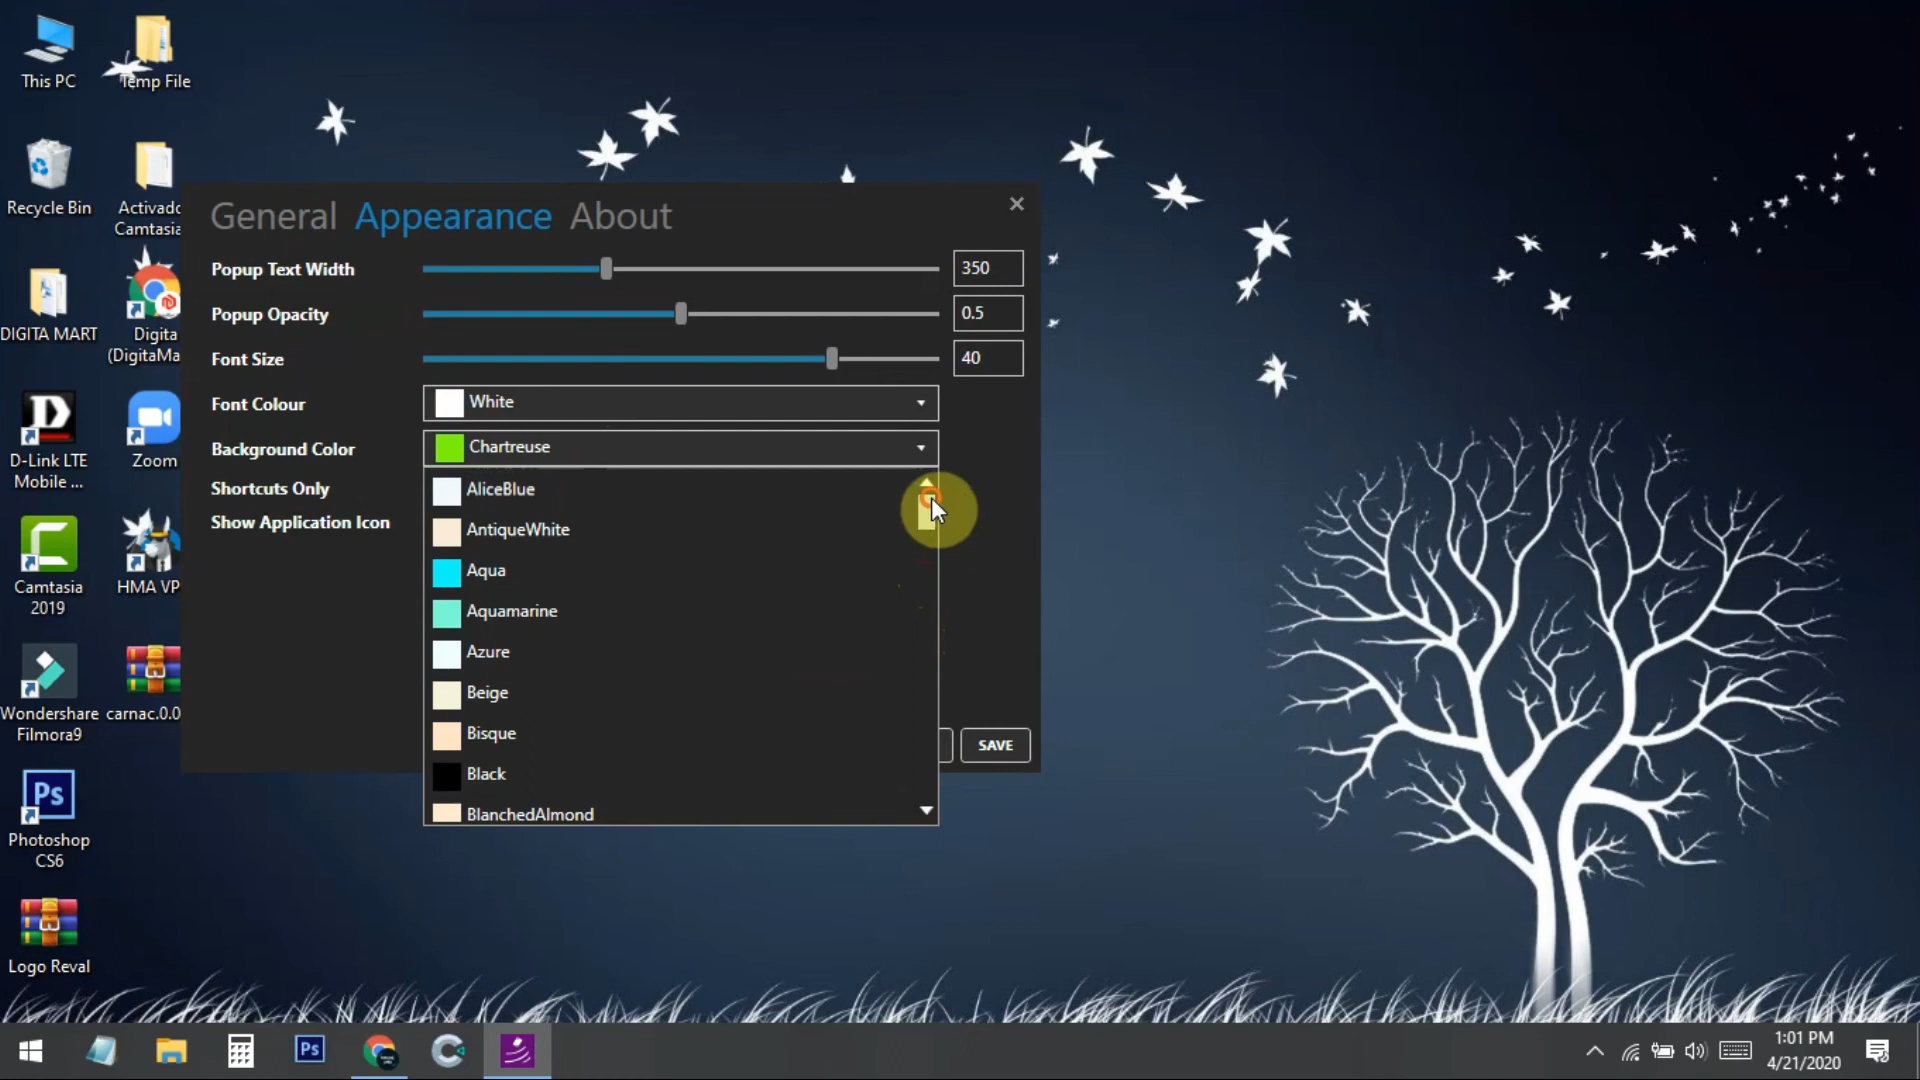 This PC
Temp File
Recycle Bin
Activado
Camtasia
DIGITA MART
Digita
(DigitaMa
D-Link LTE
Mobile ...
Zoom
Camtasia
2019
HMA VP
Wondershare
Filmora9
carnac.0.0
Ps
Photoshop
CS6
Logo Reval
General Appearance About
Popup Text Width
350
Popup Opacity
0.5
Font Size
40
Font Colour
White
Background Color
Chartreuse
Shortcuts Only
Show Application Icon
AliceBlue
AntiqueWhite
Aqua
Aquamarine
Azure
Beige
Bisque
Black
BlanchedAlmond
SAVE
Ps
1:01 PM
4/21/2020